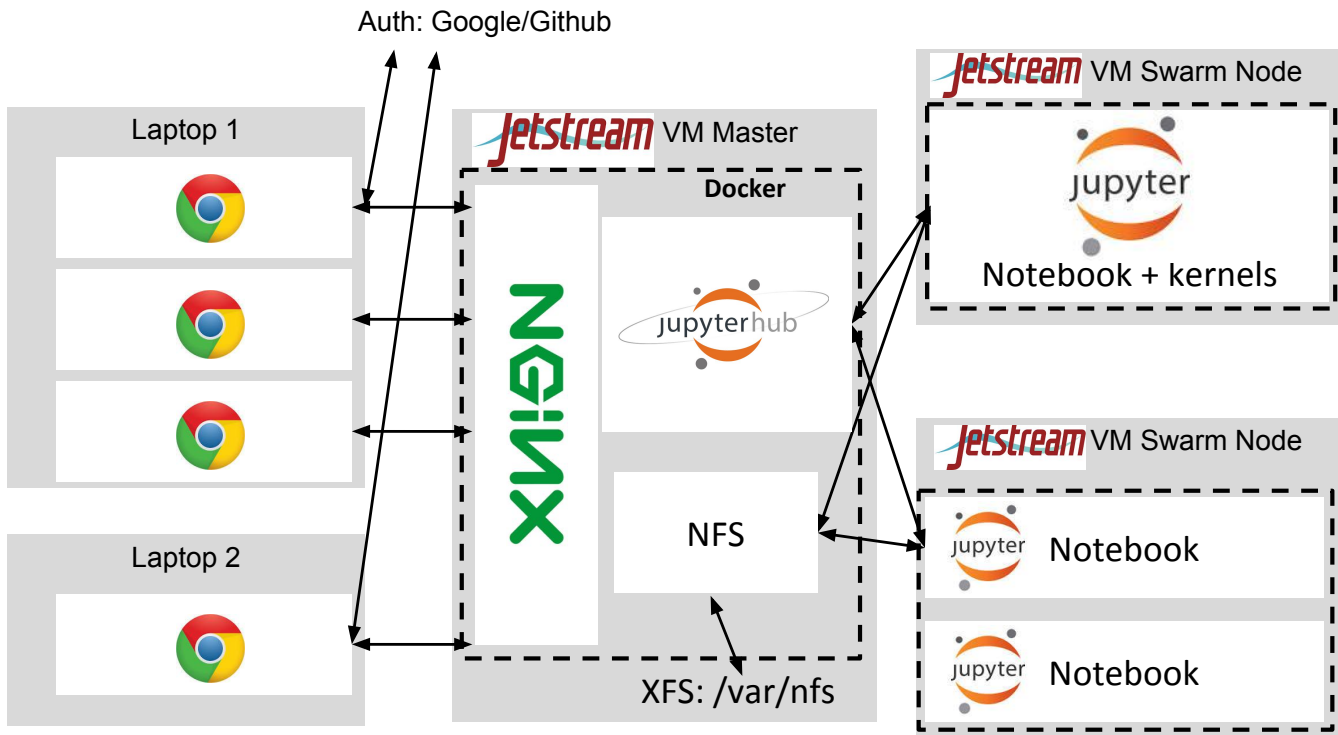 Auth: Google/Github
Laptop 1
Laptop 2
Jetstream VM Master
Docker
NGINX
jupyterhub
NFS
XFS: /var/nfs
Jetstream VM Swarm Node
jupyter
Notebook + kernels
Jetstream VM Swarm Node
jupyter Notebook
jupyter Notebook